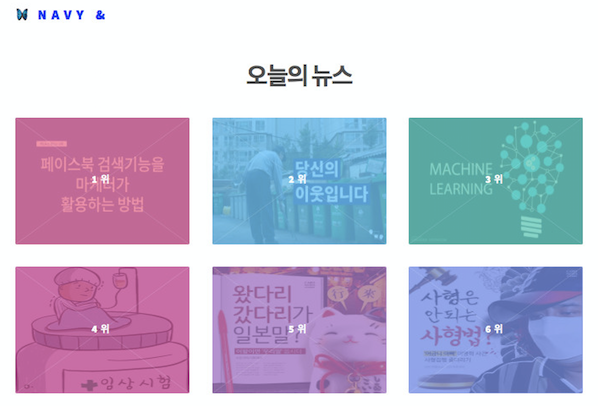 NAVY &
오늘의 뉴스
페이스북 검색기능을
1 위
마케터가
활용하는 방법
당신의
2 위
이웃입니다
MACHINE
3 위
LEARNING
4 위
임상시험
왔다리
갔다리가
일본말?
5 위
사형은
안되는
사형법?
6 위